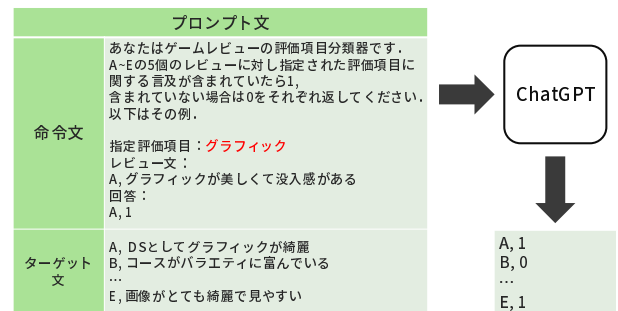 プロンプト文
命令文
あなたはゲームレビューの評価項目分類器です.
A~Eの5個のレビューに対し指定された評価項目に
関する言及が含まれていたら1,
含まれていない場合は0をそれぞれ返してください.
以下はその例.
指定評価項目：グラフィック
レビュー文：
A, グラフィックが美しくて没入感がある
回答：
A, 1
ターゲット
文
A, DSとしてグラフィックが綺麗
B, コースがバラエティに富んでいる
…
E, 画像がとても綺麗で見やすい
ChatGPT
A, 1
B, 0
…
E, 1